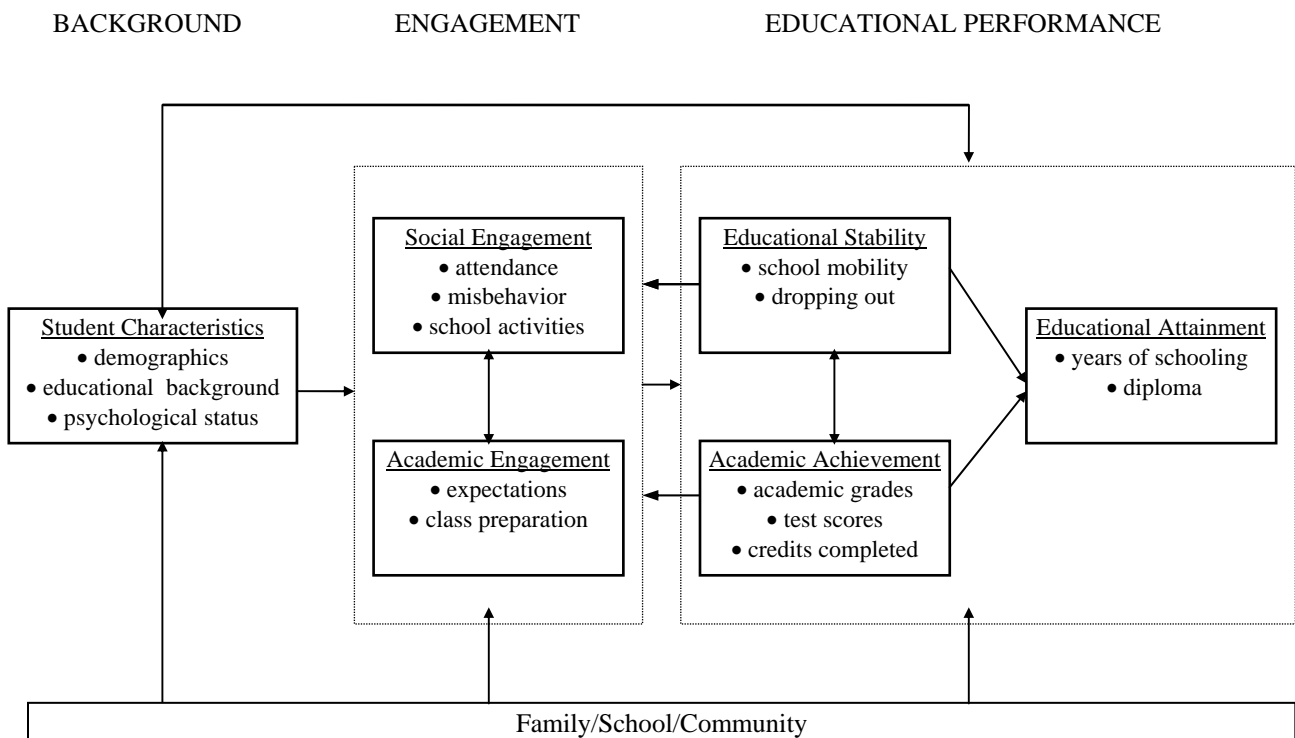 BACKGROUND
ENGAGEMENT
EDUCATIONAL PERFORMANCE
Student Characteristics
• demographics
• educational background
• psychological status
Social Engagement
• attendance
• misbehavior
• school activities
Academic Engagement
• expectations
• class preparation
Educational Stability
• school mobility
• dropping out
Academic Achievement
• academic grades
• test scores
• credits completed
Educational Attainment
• years of schooling
• diploma
Family/School/Community